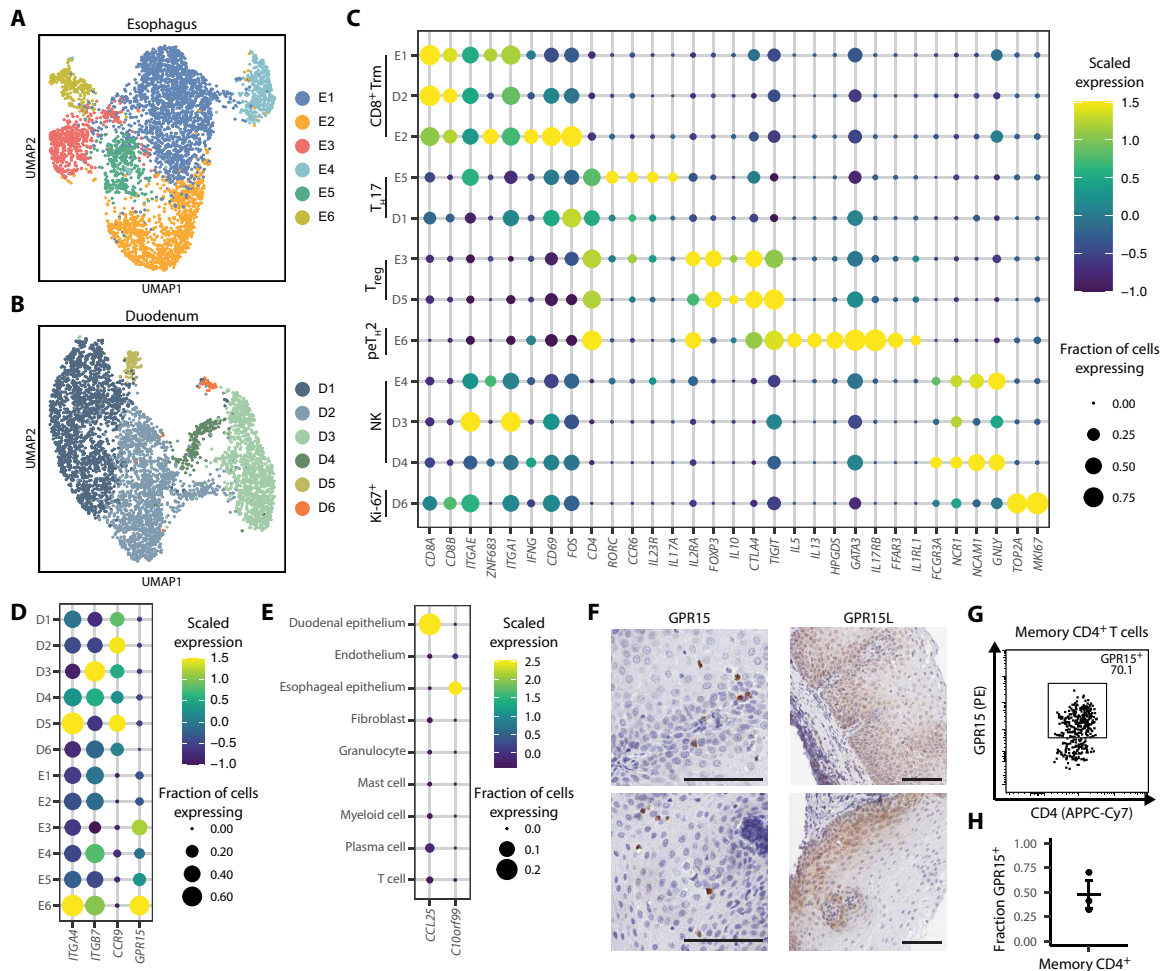 A
Esophagus
UMAP2
UMAP1
E1
E2
E3
E4
E5
E6
B
Duodenum
UMAP2
UMAP1
D1
D2
D3
D4
D5
D6
C
CD8⁺ Trm
TH17
Treg
peTH2
NK
Ki-67⁺
E1
D2
E2
E5
D1
E3
D5
E6
E4
D3
D4
D6
CD8A
CD8B
ITGAE
ZNF683
ITGA1
IFNG
CD69
FOS
CD4
RORC
CCR6
IL23R
IL17A
IL2RA
FOXP3
IL10
CTLA4
TIGIT
IL5
IL13
HPGDS
GATA3
IL17RB
FFAR3
IL1RL1
FCGR3A
NCR1
NCAM1
GNLY
TOP2A
MKI67
Scaled
expression
1.5
1.0
0.5
0.0
−0.5
−1.0
Fraction of cells
expressing
0.00
0.25
0.50
0.75
D
D1
D2
D3
D4
D5
D6
E1
E2
E3
E4
E5
E6
ITGA4
ITGB7
CCR9
GPR15
Scaled
expression
1.5
1.0
0.5
0.0
−0.5
−1.0
Fraction of cells
expressing
0.00
0.20
0.40
0.60
E
Duodenal epithelium
Endothelium
Esophageal epithelium
Fibroblast
Granulocyte
Mast cell
Myeloid cell
Plasma cell
T cell
CCL25
C10orf99
Scaled
expression
2.5
2.0
1.5
1.0
0.5
0.0
Fraction of cells
expressing
0.0
0.1
0.2
F
GPR15
GPR15L
G
Memory CD4⁺ T cells
GPR15⁺
70.1
GPR15 (PE)
CD4 (APPC-Cy7)
H
Fraction GPR15⁺
1.00
0.75
0.50
0.25
0.00
Memory CD4⁺